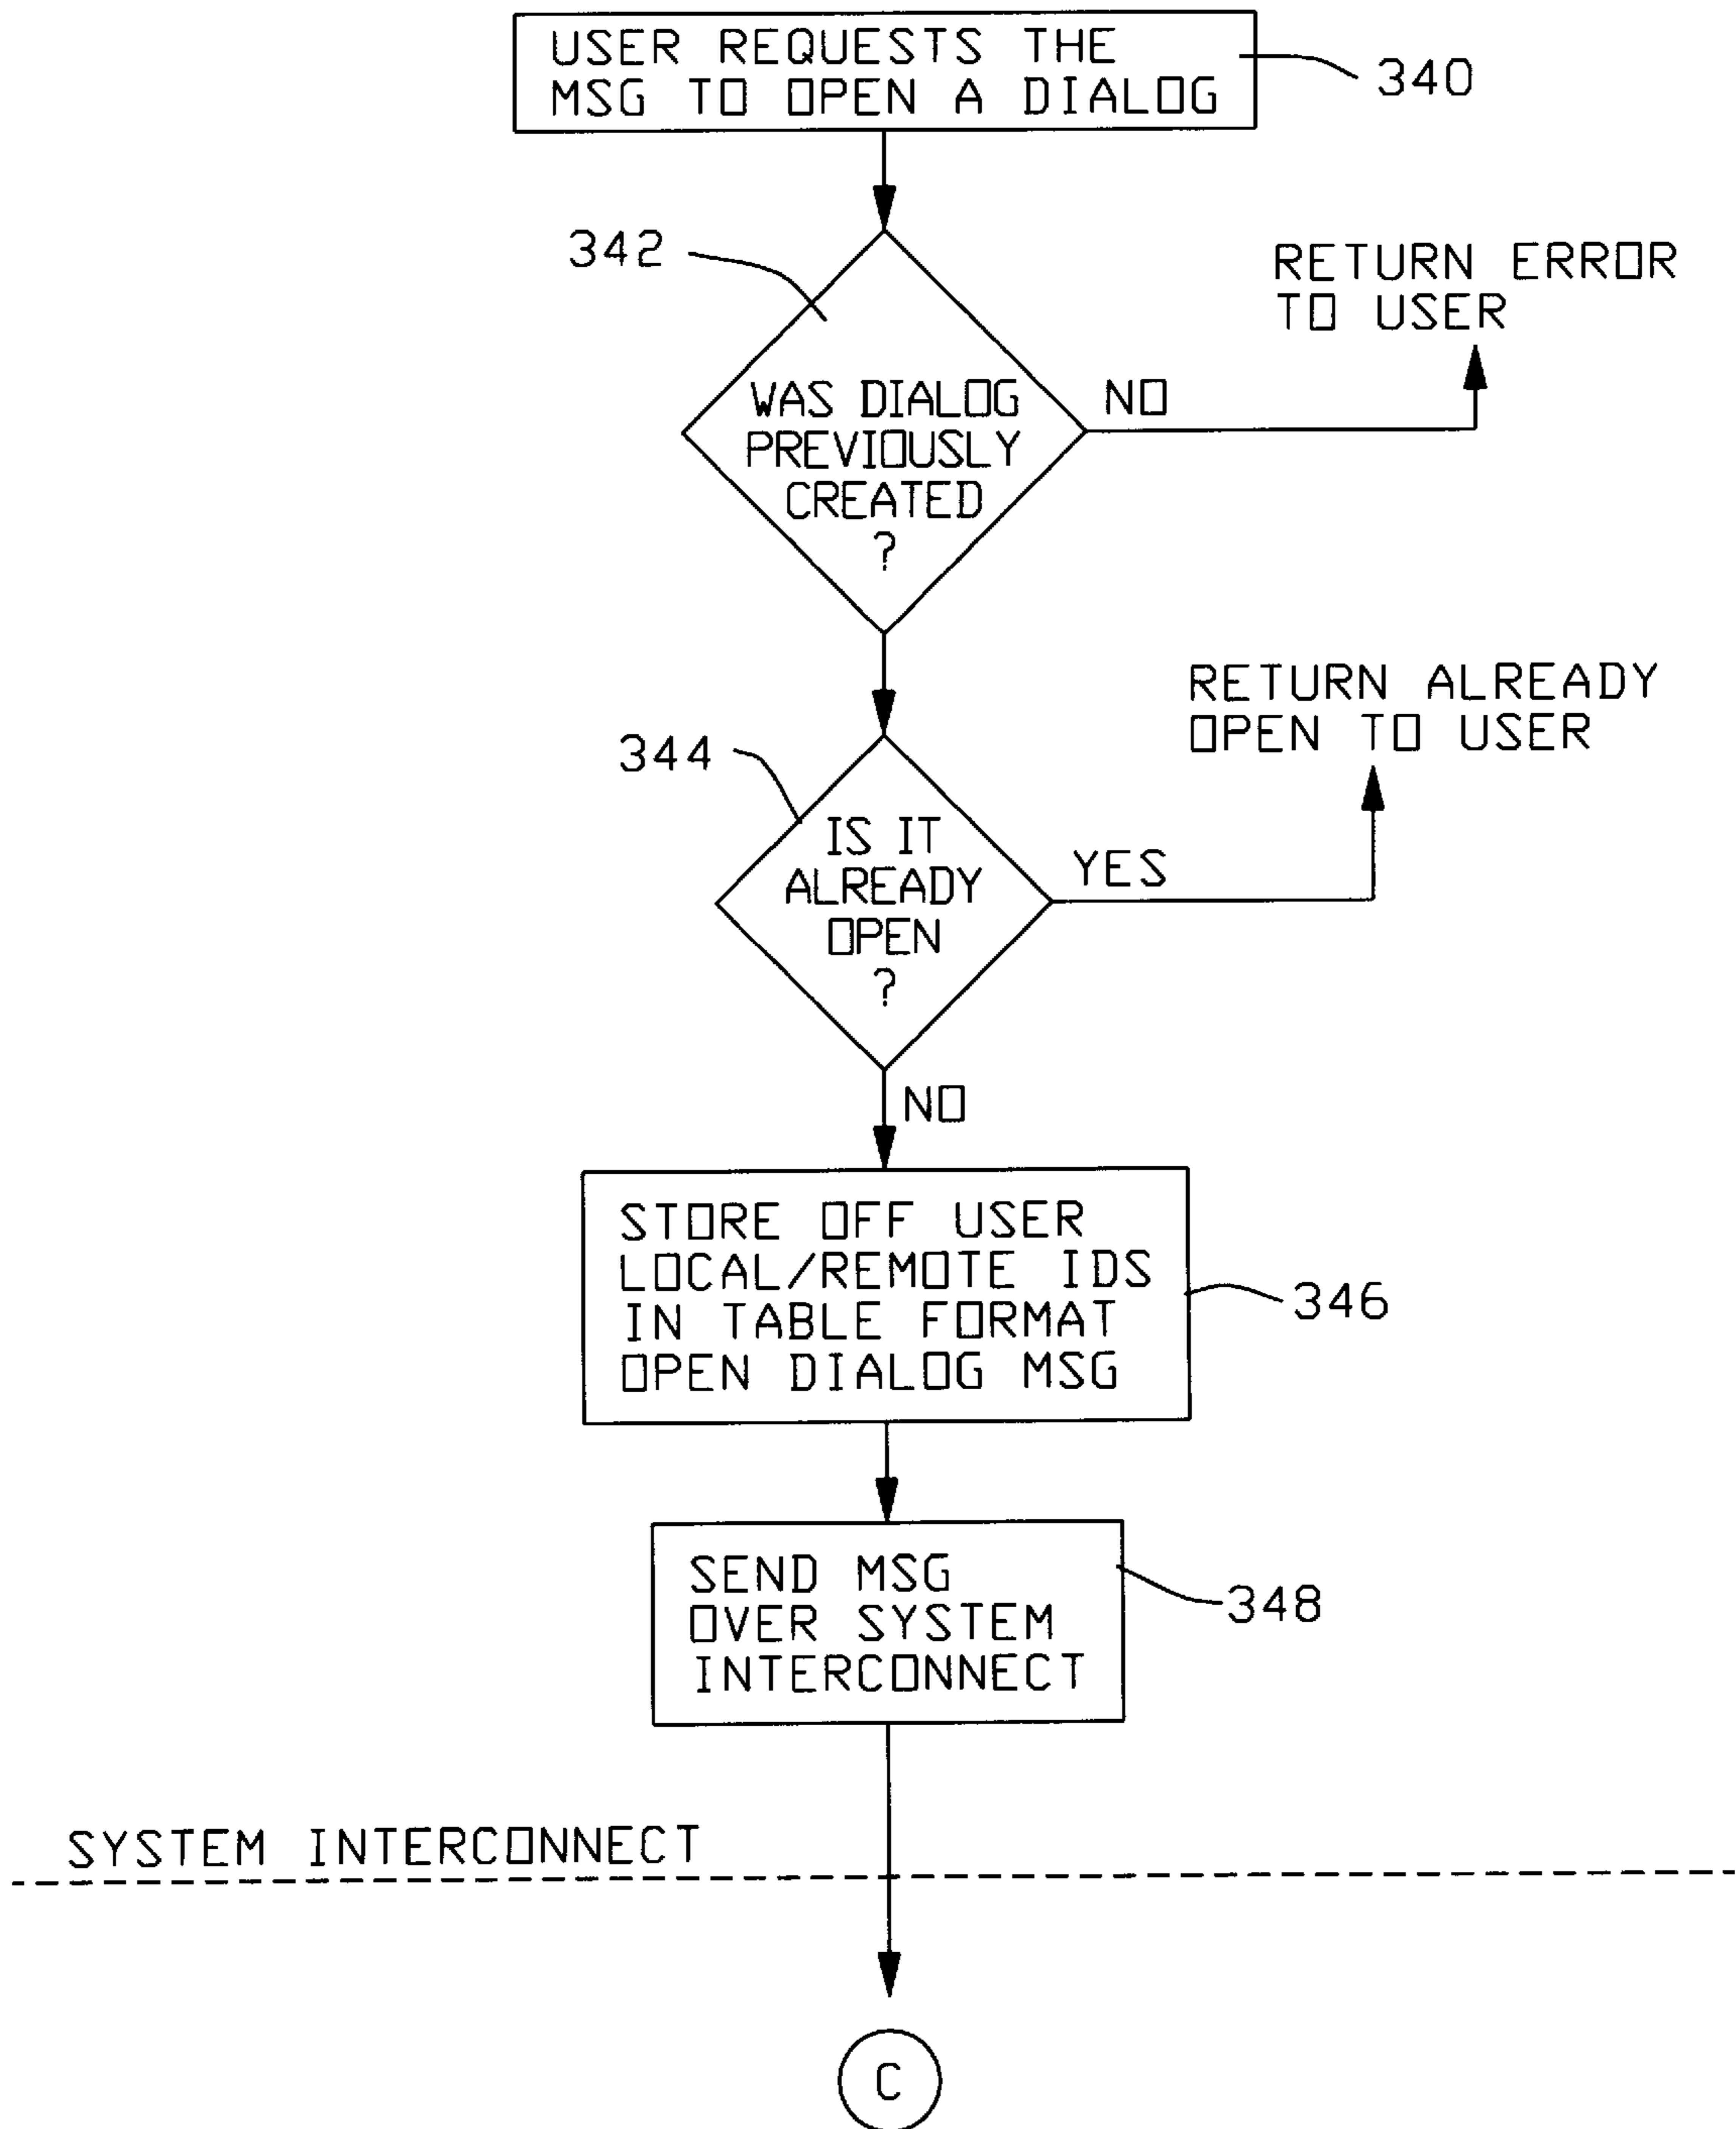 USER REQUESTS THE
MSG TO OPEN A DIALOG
340
342
RETURN ERROR
TO USER
WAS DIALOG
PREVIOUSLY
CREATED
?
NO
RETURN ALREADY
OPEN TO USER
344
IS IT
ALREADY
OPEN
?
YES
NO
STORE OFF USER
LOCAL/REMOTE IDS
IN TABLE FORMAT
OPEN DIALOG MSG
346
SEND MSG
OVER SYSTEM
INTERCONNECT
348
SYSTEM INTERCONNECT
C